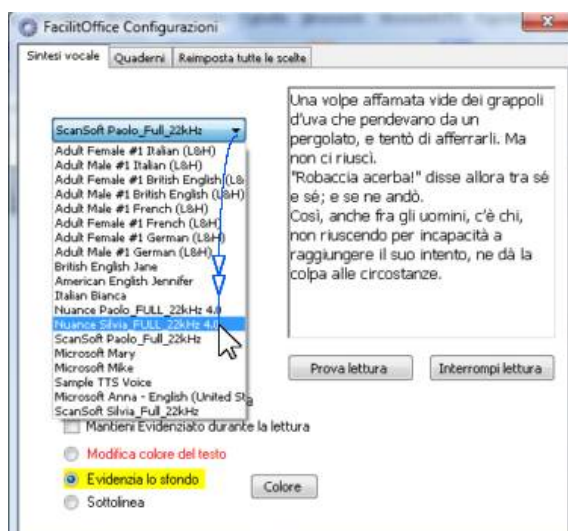 FacilitOffice Configurazioni
Sintesi vocale Quaderni Reimposta tutte le scelte
ScanSoft Paolo_Full_22kHz
Adult Female #1 Italian (L&H)
Adult Male #1 Italian (L&H)
Adult Female #1 British English (L&
Adult Male #1 British English (L&H)
Adult Male #1 French (L&H)
Adult Female #1 French (L&H)
Adult Female #1 German (L&H)
Adult Male #1 German (L&H)
British English Jane
American English Jennifer
Italian Bianca
Nuance Paolo_FULL_22kHz 4.0
Nuance Silvia_FULL_22kHz 4.0
ScanSoft Paolo_Full_22kHz
Microsoft Mary
Microsoft Mike
Sample TTS Voice
Microsoft Anna - English (United Sta
ScanSoft Silvia_Full_22kHz
Una volpe affamata vide dei grappoli
d'uva che pendevano da un
pergolato, e tentò di afferrarli. Ma
non ci riuscì.
"Robaccia acerba!" disse allora tra sé
e sé; e se ne andò.
Così, anche fra gli uomini, c'è chi,
non riuscendo per incapacità a
raggiungere il suo intento, ne dà la
colpa alle circostanze.
Prova lettura Interrompi lettura
Mantieni Evidenziato durante la lettura
Modifica colore del testo
Evidenzia lo sfondo
Colore
Sottolinea